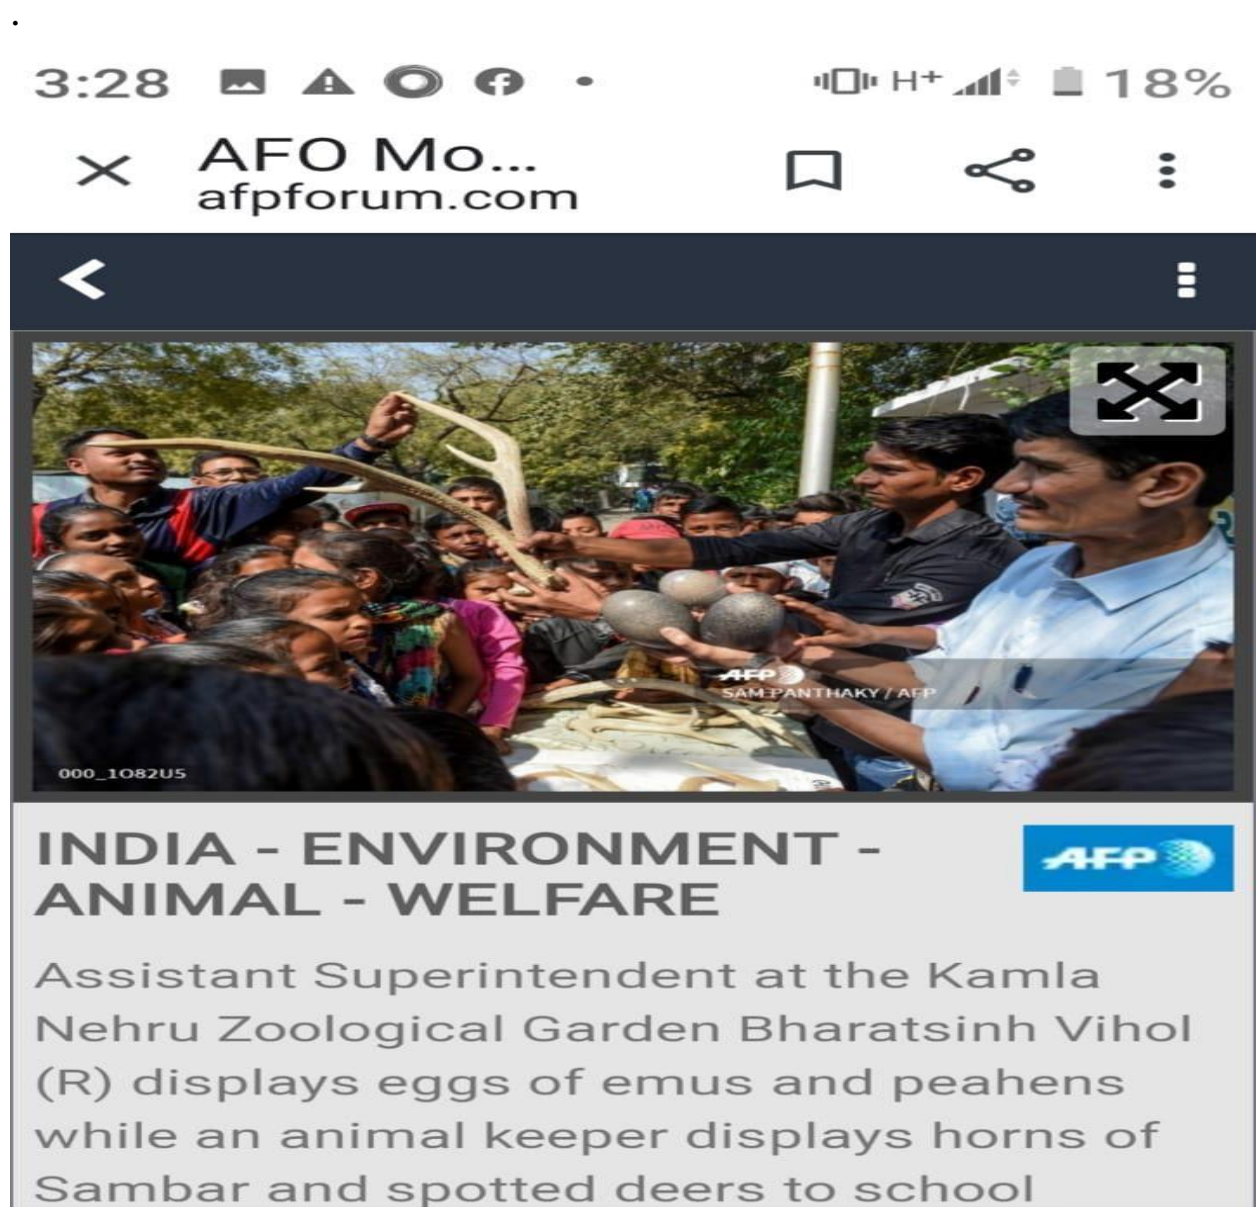 .
3:28 H+ 18%
AFO Mo...
afpforum.com
AFP
SAM PANTHAKY / AFP
000_1O82U5
INDIA - ENVIRONMENT -
ANIMAL - WELFARE
AFP
Assistant Superintendent at the Kamla
Nehru Zoological Garden Bharatsinh Vihol
(R) displays eggs of emus and peahens
while an animal keeper displays horns of
Sambar and spotted deers to school